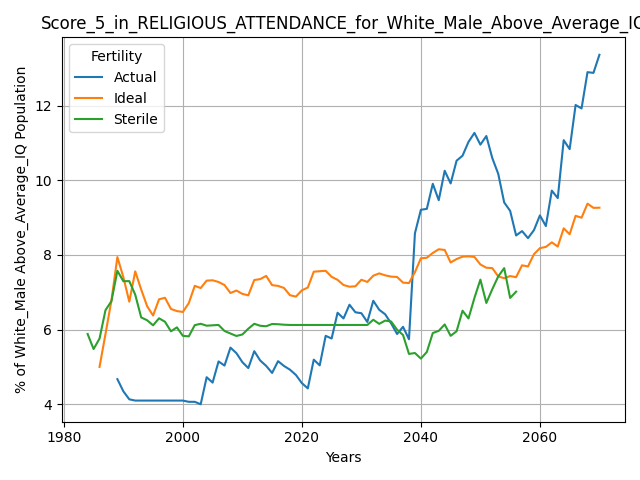 Score_5_in_RELIGIOUS_ATTENDANCE_for_White_Male_Above_Average_IQ
Fertility
Actual
Ideal
Sterile
% of White_Male Above_Average_IQ Population
12
10
8
6
4
1980
2000
2020
2040
2060
Years